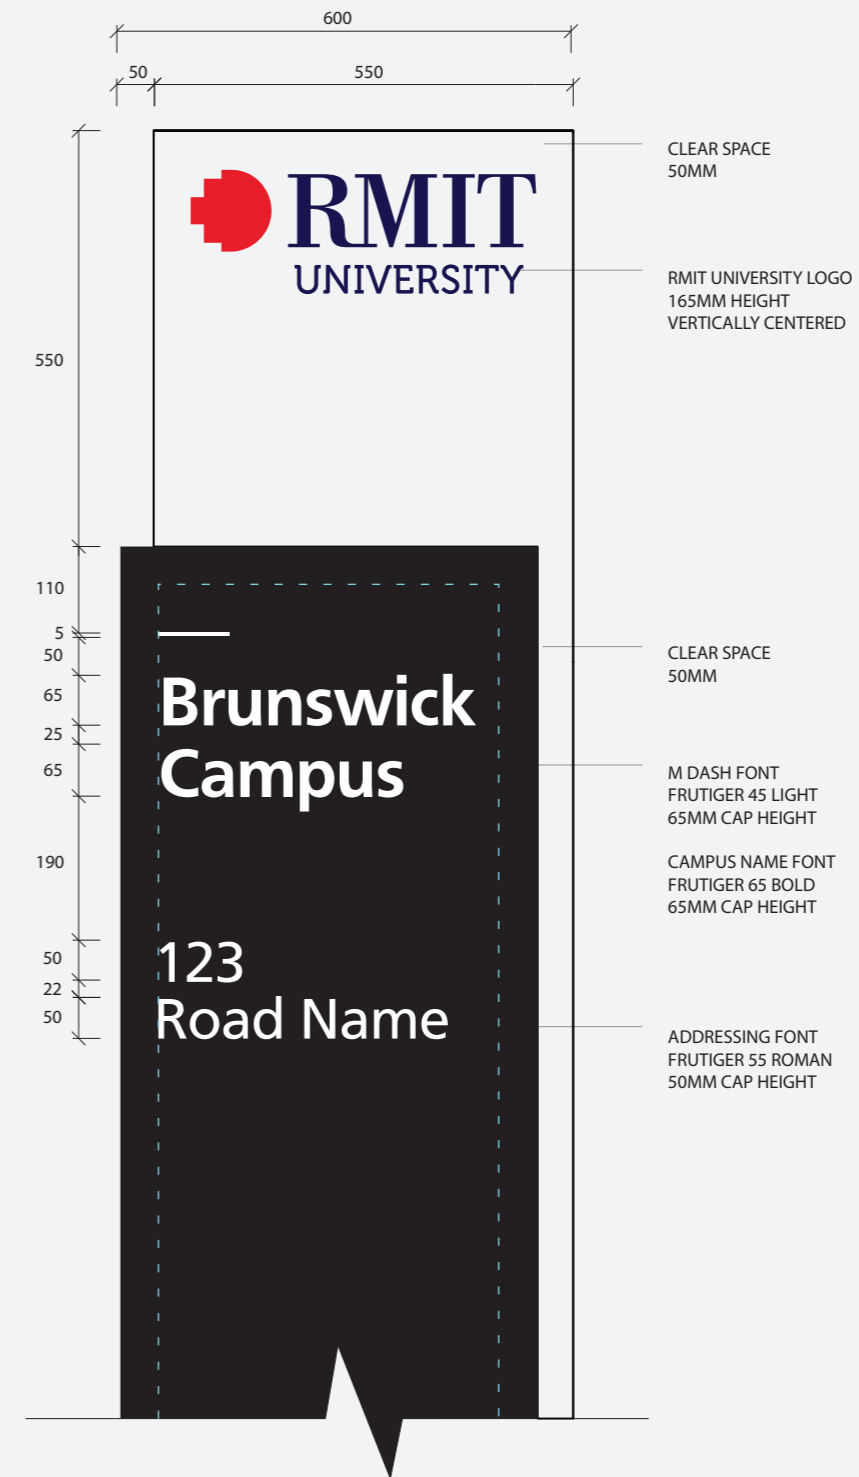 600
50
550
CLEAR SPACE
50MM
RMIT
UNIVERSITY
RMIT UNIVERSITY LOGO
165MM HEIGHT
VERTICALLY CENTERED
550
110
5
50
65
25
65
190
50
22
50
CLEAR SPACE
50MM
Brunswick
Campus
M DASH FONT
FRUTIGER 45 LIGHT
65MM CAP HEIGHT
CAMPUS NAME FONT
FRUTIGER 65 BOLD
65MM CAP HEIGHT
123
Road Name
ADDRESSING FONT
FRUTIGER 55 ROMAN
50MM CAP HEIGHT